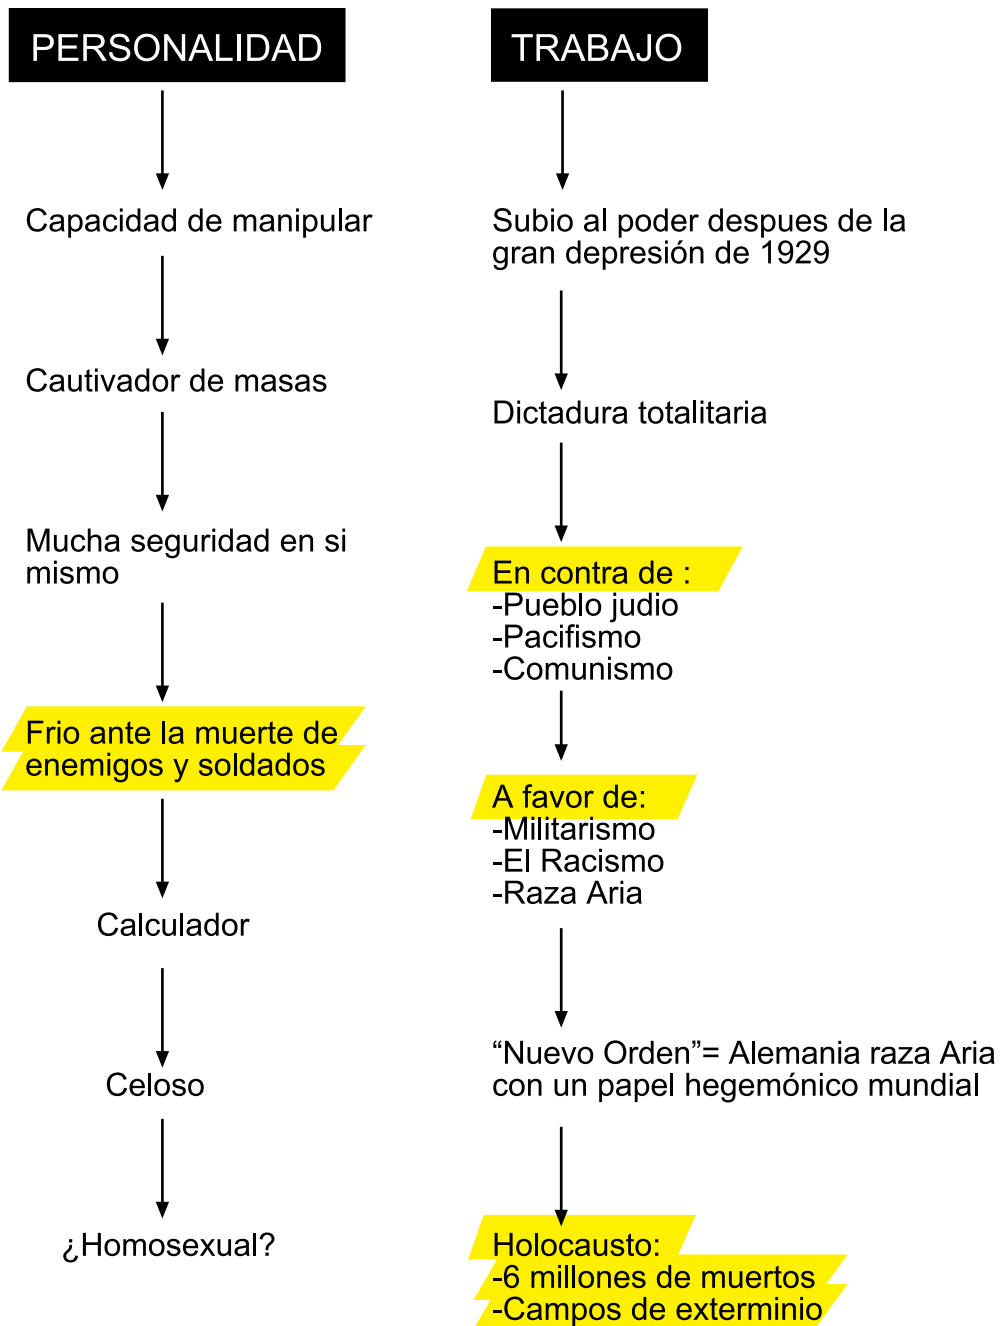 PERSONALIDAD
Capacidad de manipular
Cautivador de masas
Mucha seguridad en si
mismo
Frio ante la muerte de
enemigos y soldados
Calculador
Celoso
¿Homosexual?
TRABAJO
Subio al poder despues de la
gran depresión de 1929
Dictadura totalitaria
En contra de :
-Pueblo judio
-Pacifismo
-Comunismo
A favor de:
-Militarismo
-El Racismo
-Raza Aria
“Nuevo Orden”= Alemania raza Aria
con un papel hegemónico mundial
Holocausto:
-6 millones de muertos
-Campos de exterminio